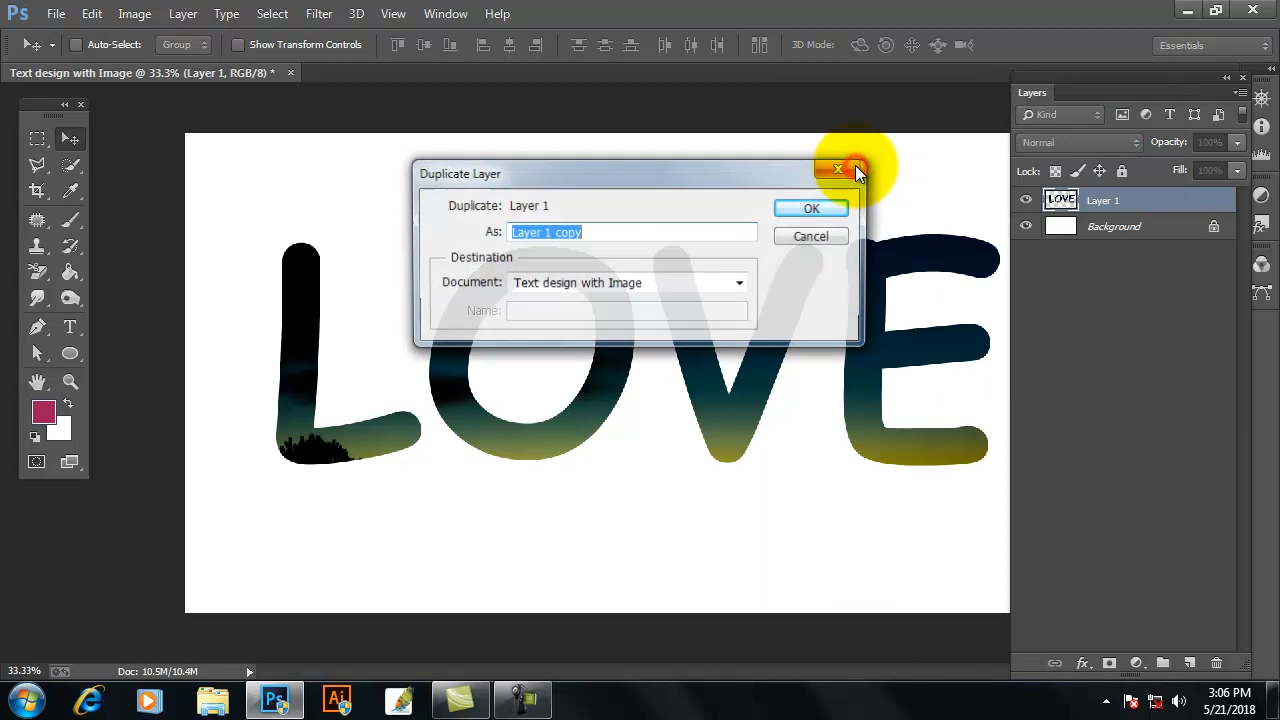 Ps File Edit Image Layer Type Select Filter 3D View Window Help
Auto-Select: Group Show Transform Controls 3D Mode: Essentials
Text design with Image @ 33.3% (Layer 1, RGB/8) *
Layers
Kind
Normal Opacity: 100%
Lock: Fill: 100%
LOVE Layer 1
Background
Duplicate Layer
Duplicate: Layer 1
OK
As: Layer 1 copy
Cancel
Destination
Document: Text design with Image
Name:
LOVE
33.33% Doc: 10.5M/10.4M
Ps Ai
3:06 PM
5/21/2018